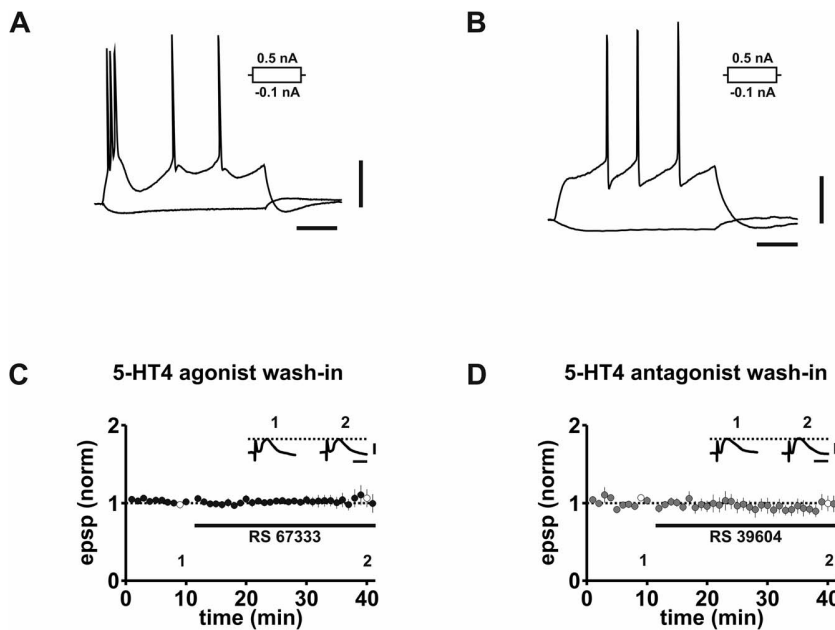 A
0.5 nA
-0.1 nA
B
0.5 nA
-0.1 nA
C
5-HT4 agonist wash-in
2
1
0
epsp (norm)
1 2
RS 67333
1 2
0 10 20 30 40
time (min)
D
5-HT4 antagonist wash-in
2
1
0
epsp (norm)
1 2
RS 39604
1 2
0 10 20 30 40
time (min)